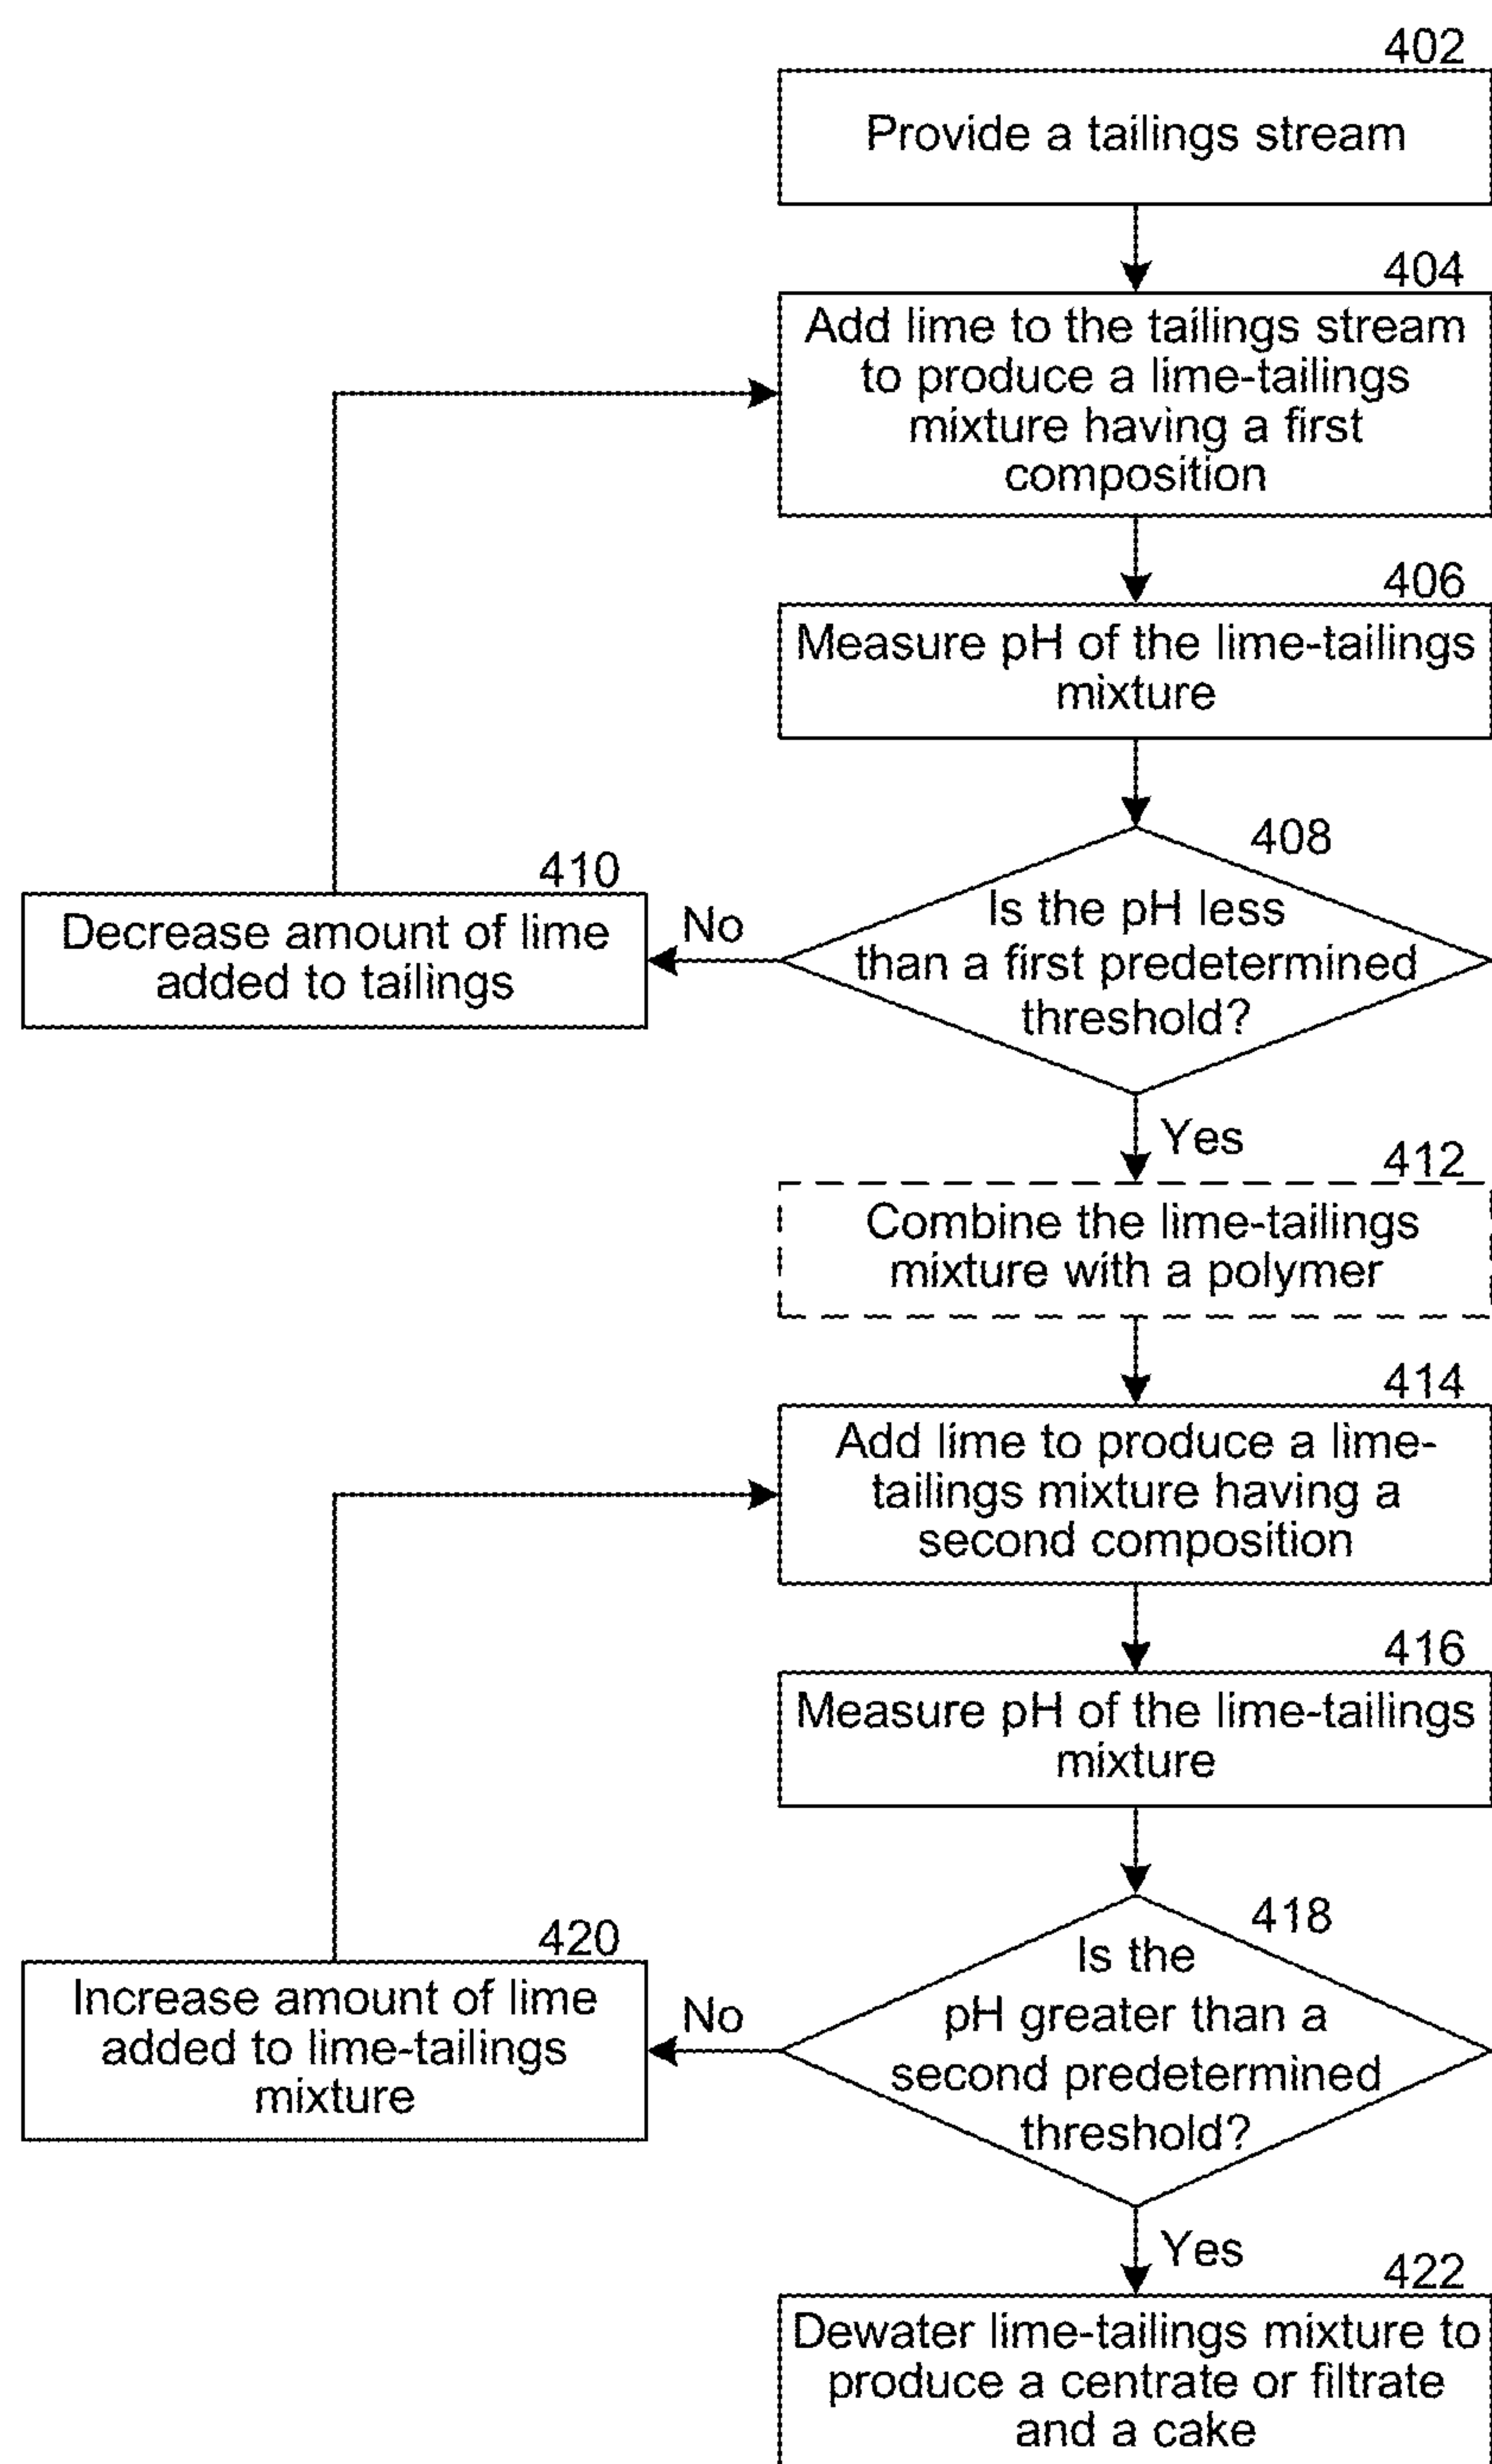 402
Provide a tailings stream
404
Add lime to the tailings stream
to produce a lime-tailings
mixture having a first
composition
406
Measure pH of the lime-tailings
mixture
408
Is the pH less
than a first predetermined
threshold?
No
410
Decrease amount of lime
added to tailings
Yes
412
Combine the lime-tailings
mixture with a polymer
414
Add lime to produce a lime-
tailings mixture having a
second composition
416
Measure pH of the lime-tailings
mixture
418
Is the
pH greater than a
second predetermined
threshold?
No
420
Increase amount of lime
added to lime-tailings
mixture
Yes
422
Dewater lime-tailings mixture to
produce a centrate or filtrate
and a cake